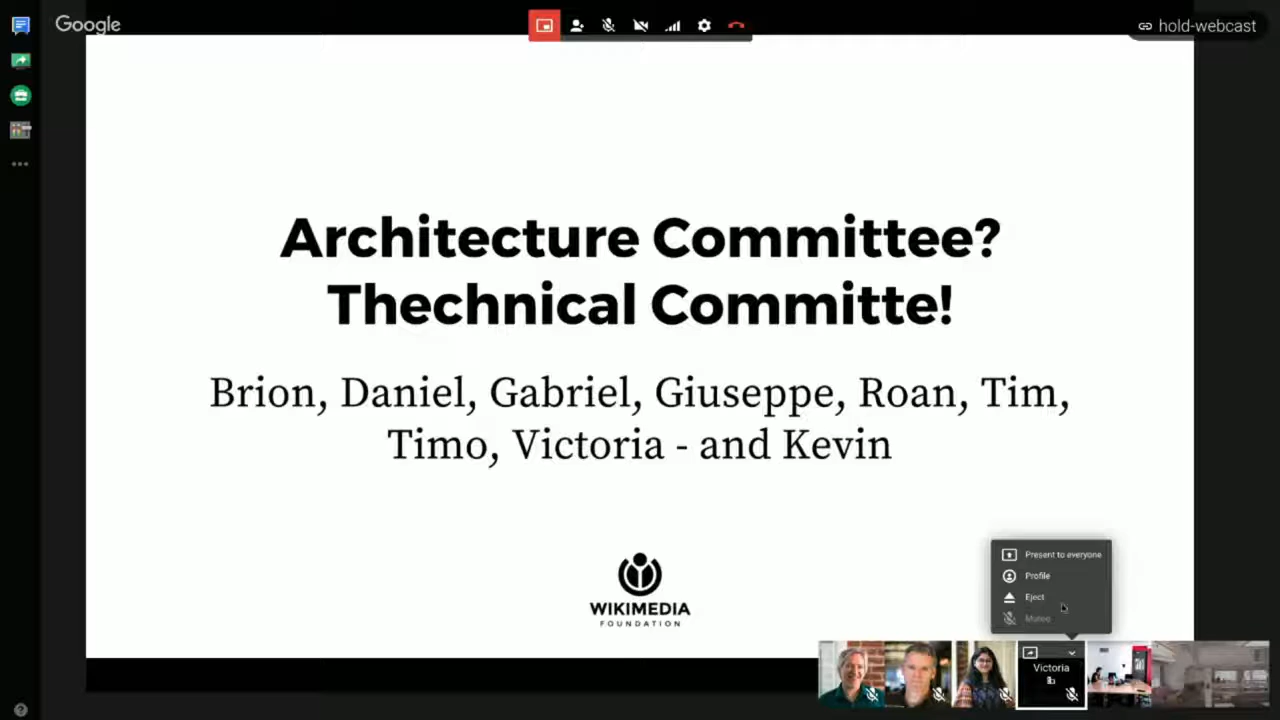 Google
hold-webcast
Architecture Committee?
Thechnical Committe!
Brion, Daniel, Gabriel, Giuseppe, Roan, Tim,
Timo, Victoria - and Kevin
WIKIMEDIA
FOUNDATION
Present to everyone
Profile
Eject
Victoria